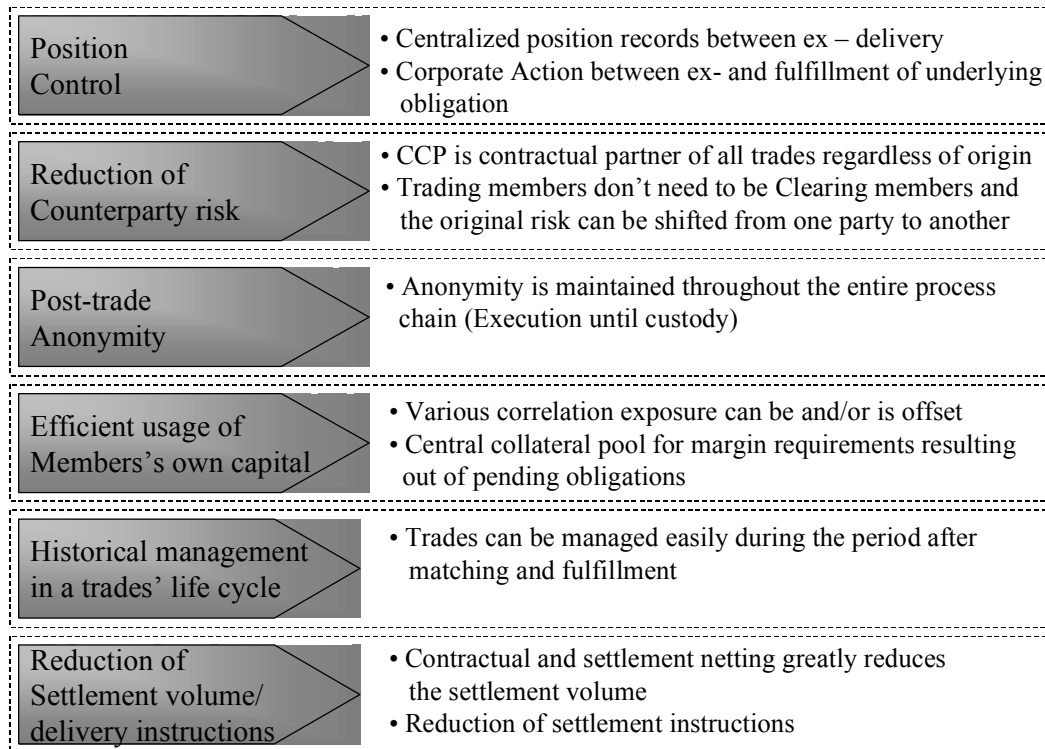 Position
Control
• Centralized position records between ex – delivery
• Corporate Action between ex- and fulfillment of underlying
obligation
Reduction of
Counterparty risk
• CCP is contractual partner of all trades regardless of origin
• Trading members don’t need to be Clearing members and
the original risk can be shifted from one party to another
Post-trade
Anonymity
• Anonymity is maintained throughout the entire process
chain (Execution until custody)
Efficient usage of
Members’s own capital
• Various correlation exposure can be and/or is offset
• Central collateral pool for margin requirements resulting
out of pending obligations
Historical management
in a trades’ life cycle
• Trades can be managed easily during the period after
matching and fulfillment
Reduction of
Settlement volume/
delivery instructions
• Contractual and settlement netting greatly reduces
the settlement volume
• Reduction of settlement instructions